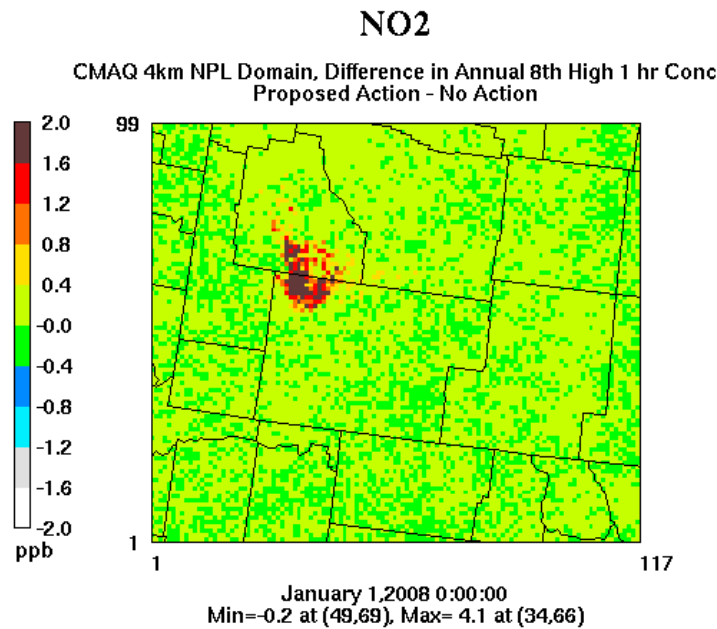 NO2
CMAQ 4km NPL Domain, Difference in Annual 8th High 1 hr Conc
Proposed Action - No Action
2.0
1.6
1.2
0.8
0.4
-0.0
-0.4
-0.8
-1.2
-1.6
-2.0
ppb
99
1
1
117
January 1,2008 0:00:00
Min=-0.2 at (49,69), Max= 4.1 at (34,66)